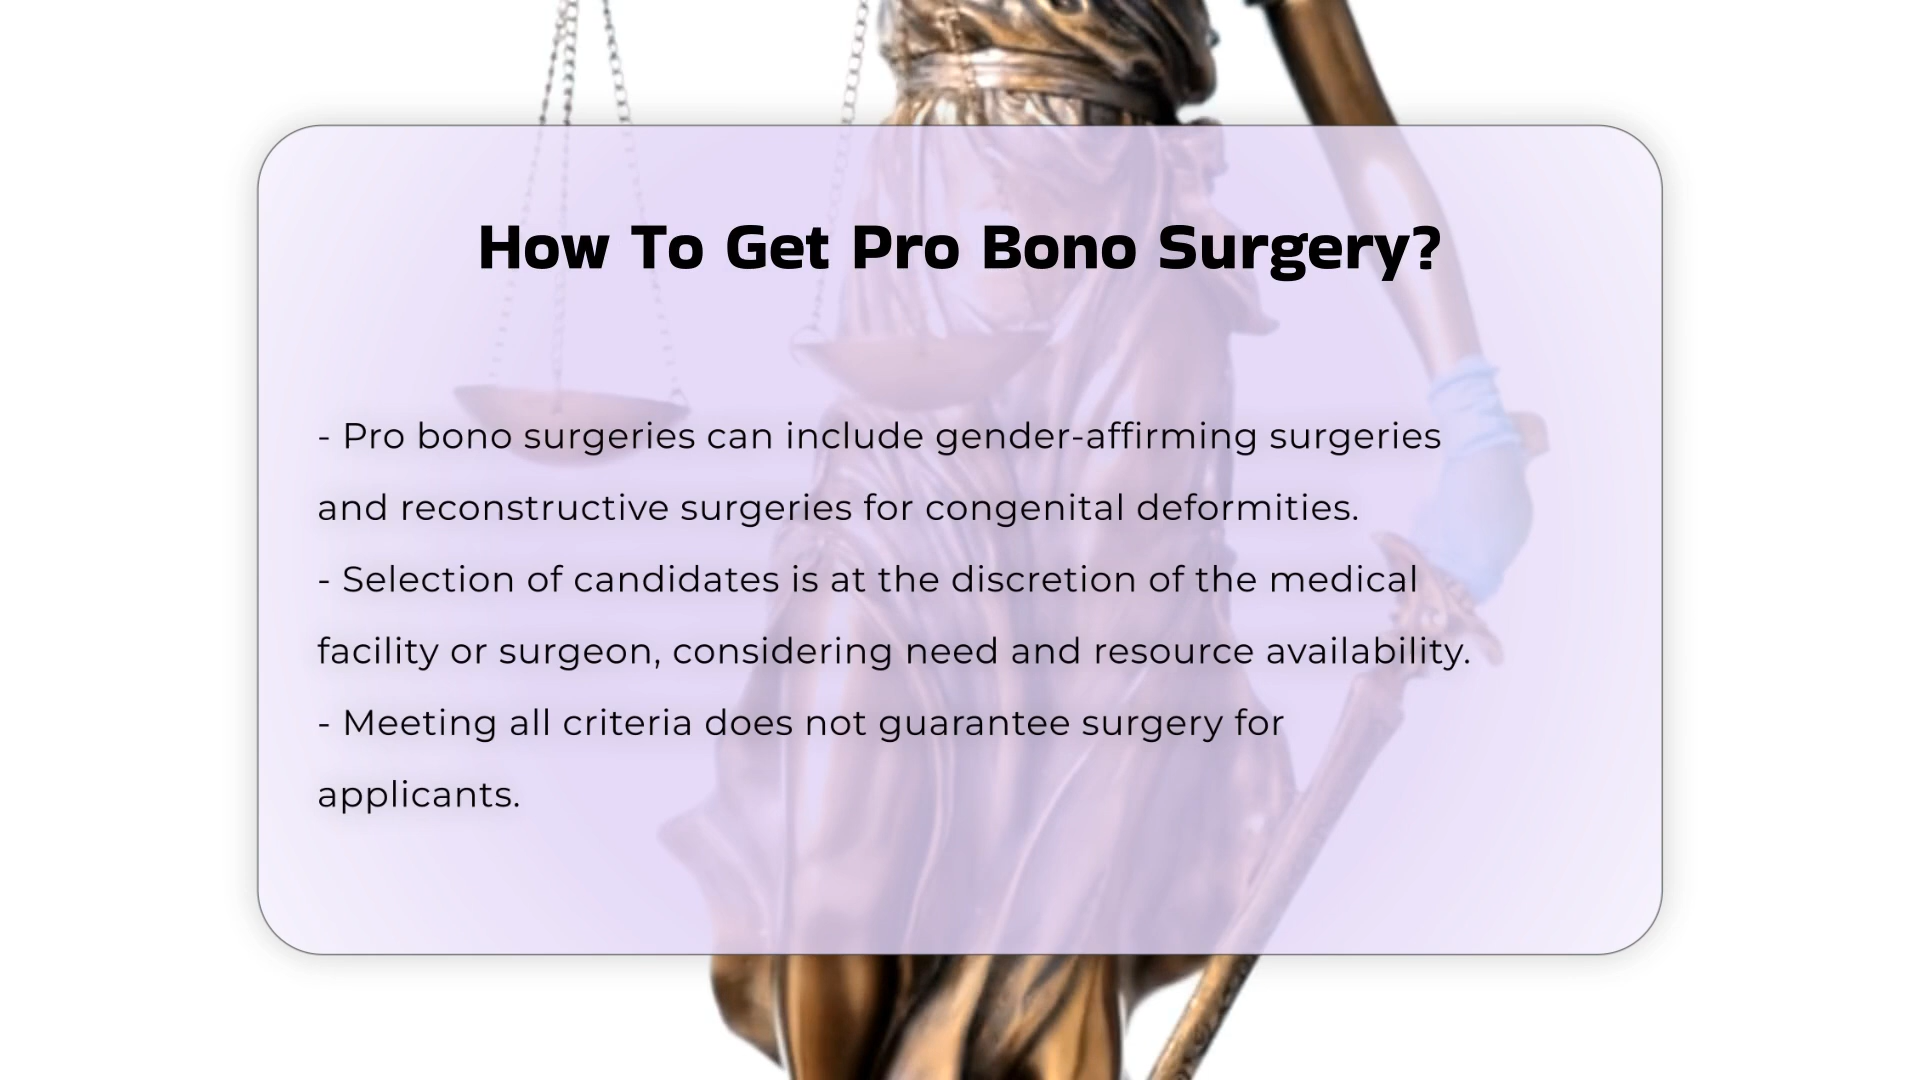 How To Get Pro Bono Surgery?
- Pro bono surgeries can include gender-affirming surgeries
and reconstructive surgeries for congenital deformities.
- Selection of candidates is at the discretion of the medical
facility or surgeon, considering need and resource availability.
- Meeting all criteria does not guarantee surgery for
applicants.